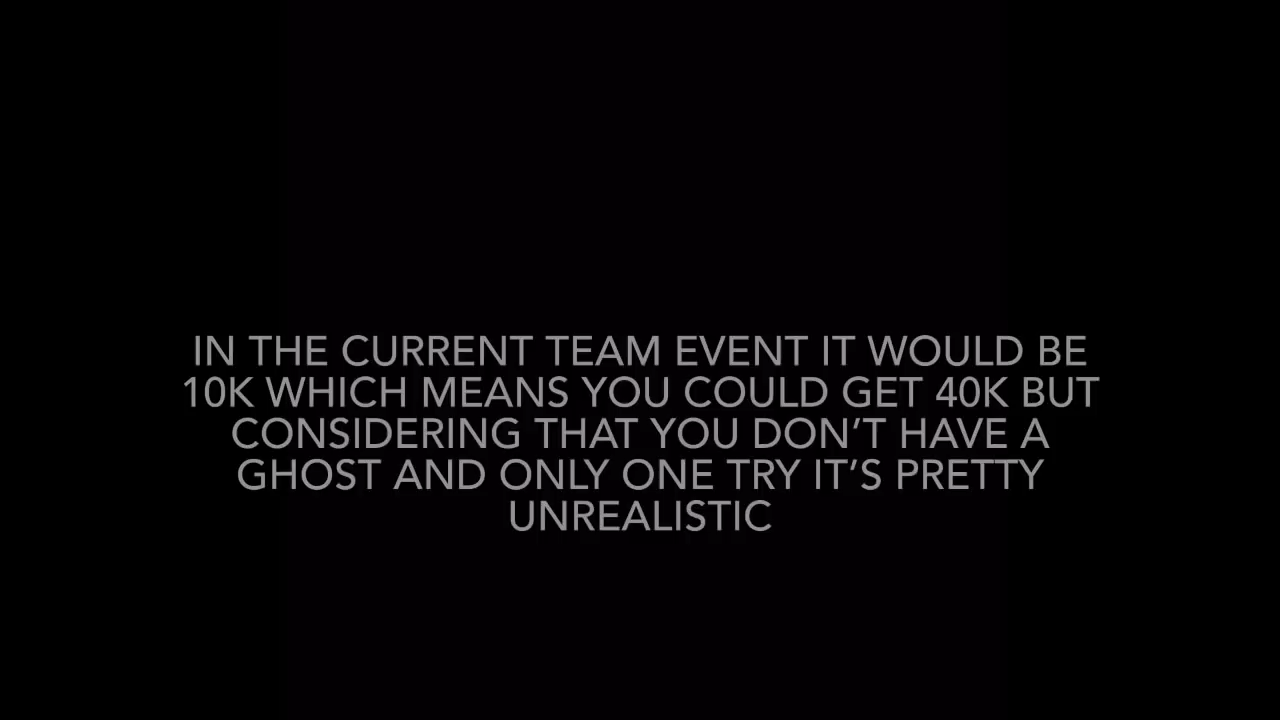 IN THE CURRENT TEAM EVENT IT WOULD BE
10K WHICH MEANS YOU COULD GET 40K BUT
CONSIDERING THAT YOU DON’T HAVE A
GHOST AND ONLY ONE TRY IT’S PRETTY
UNREALISTIC